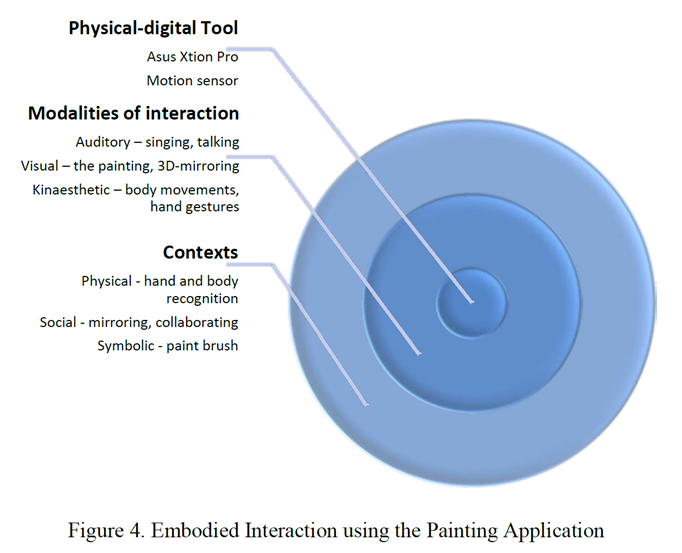 Physical-digital Tool
Asus Xtion Pro
Motion sensor
Modalities of interaction
Auditory – singing, talking
Visual – the painting, 3D-mirroring
Kinaesthetic – body movements,
hand gestures
Contexts
Physical - hand and body
recognition
Social - mirroring, collaborating
Symbolic - paint brush
Figure 4. Embodied Interaction using the Painting Application